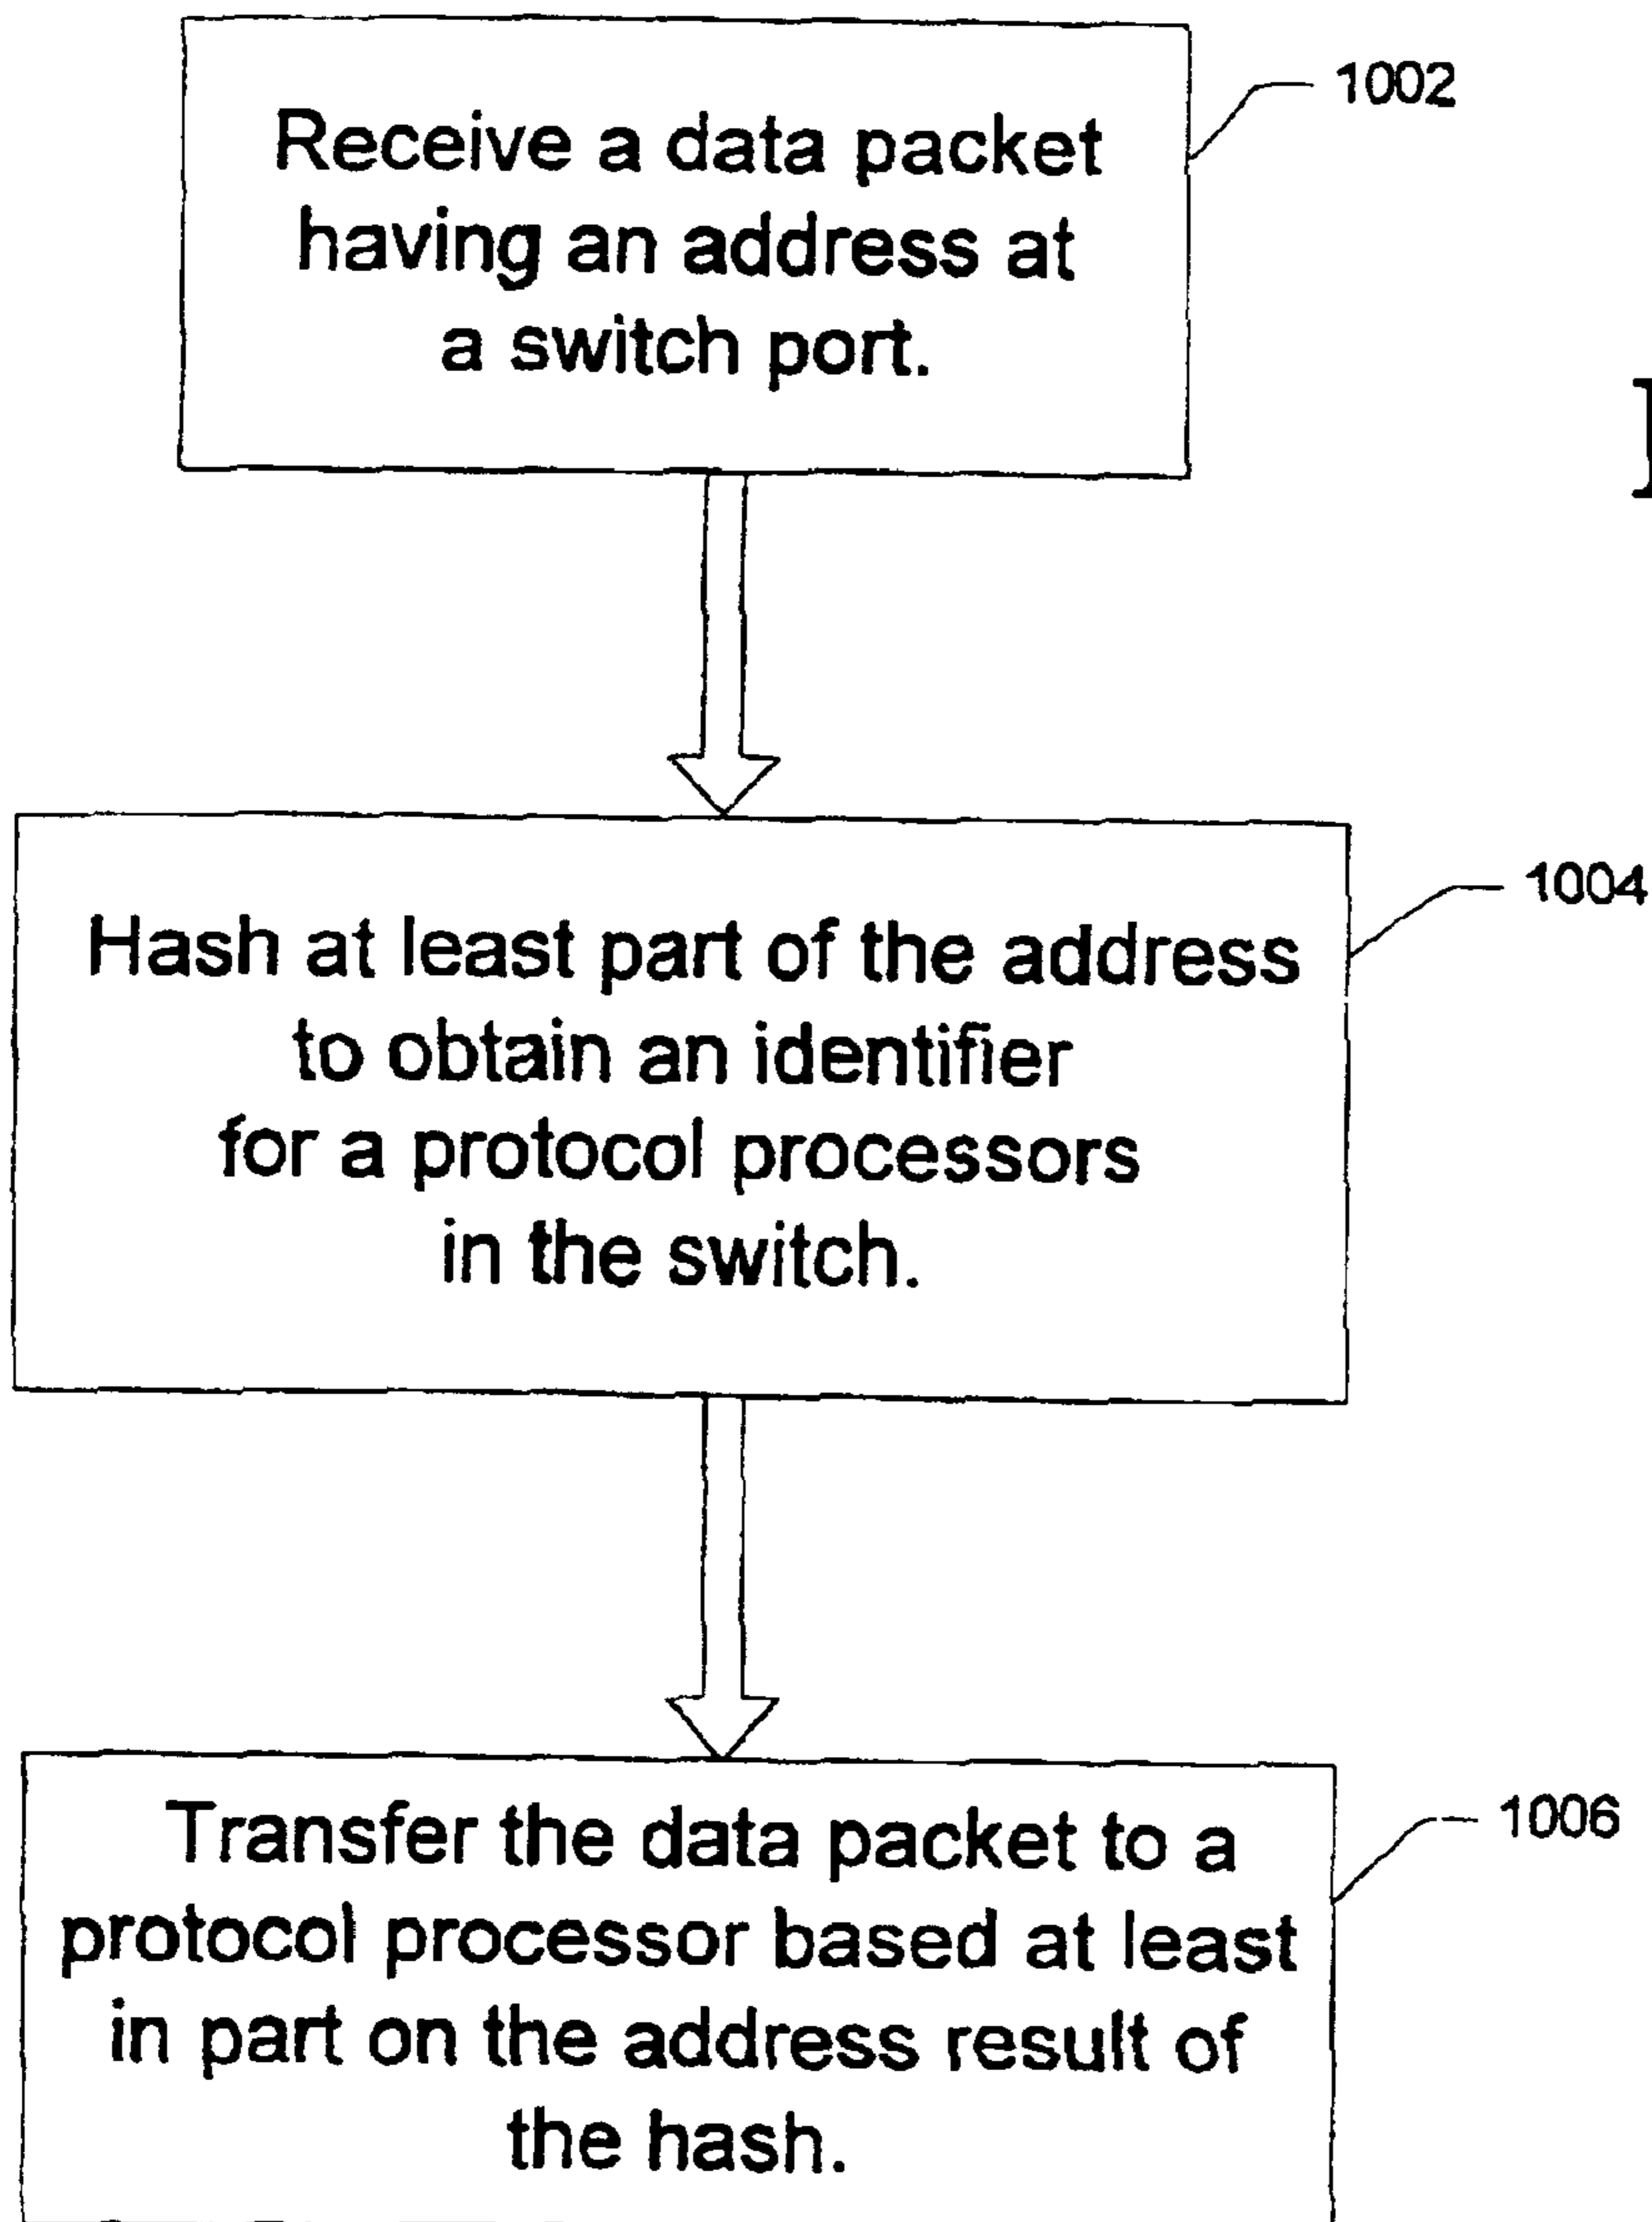 Receive a data packet
having an address at
a switch port.
1002
Hash at least part of the address
to obtain an identifier
for a protocol processors
in the switch.
1004
Transfer the data packet to a
protocol processor based at least
in part on the address result of
the hash.
1006